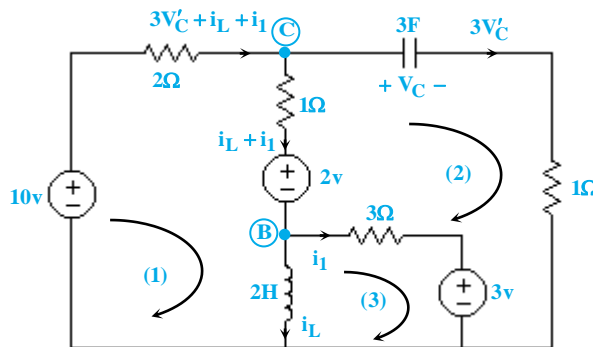 3V′C + iL + i1
C
3F
3V′C
2Ω
+ VC −
1Ω
iL + i1
+
−
10v
+
−
2v
(2)
1Ω
3Ω
B
i1
(1)
2H
(3)
+
−
3v
iL